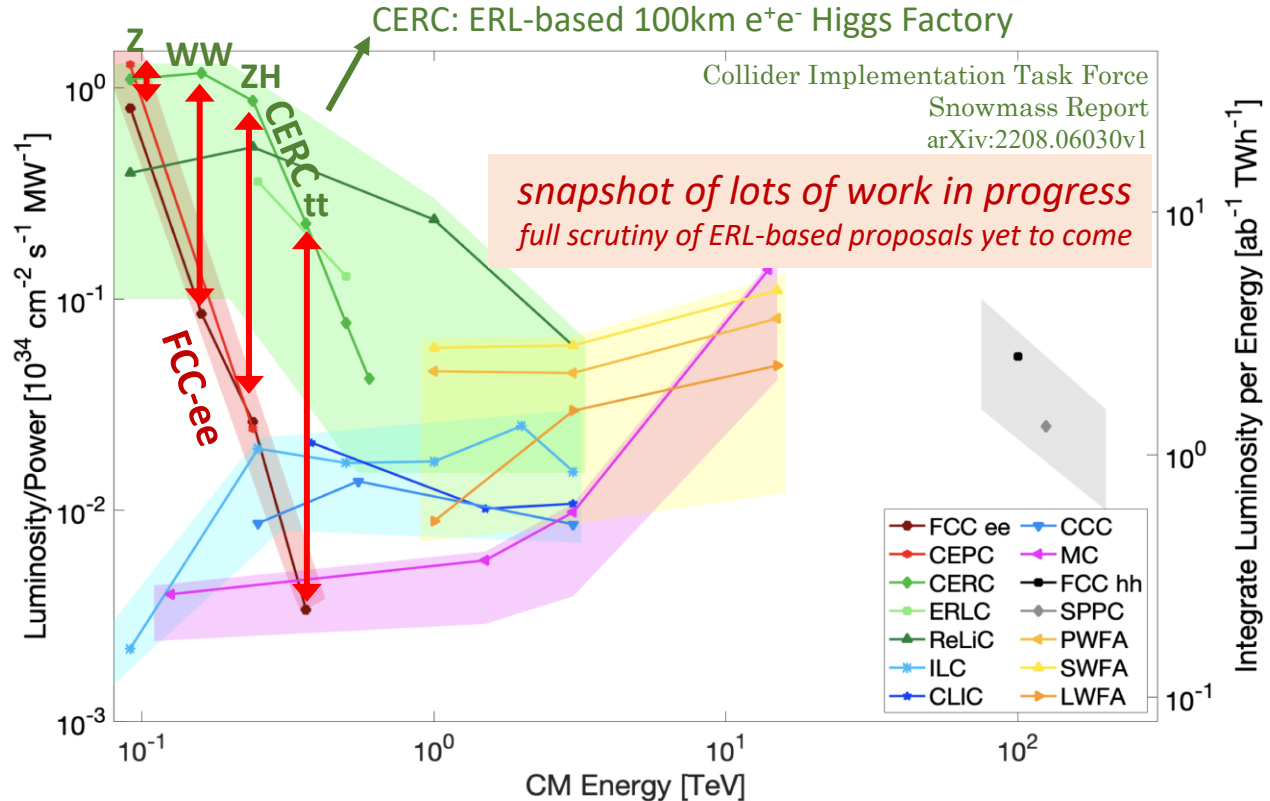 CERC: ERL-based 100km e⁺e⁻ Higgs Factory
Z
WW
ZH
CERC
tt
FCC-ee
Collider Implementation Task Force
Snowmass Report
arXiv:2208.06030v1
snapshot of lots of work in progress
full scrutiny of ERL-based proposals yet to come
Luminosity/Power [10³⁴ cm⁻² s⁻¹ MW⁻¹]
10⁰
10⁻¹
10⁻²
10⁻³
Integrate Luminosity per Energy [ab⁻¹ TWh⁻¹]
10¹
10⁰
10⁻¹
10⁻¹
10⁰
10¹
10²
CM Energy [TeV]
FCC ee
CEPC
CERC
ERLC
ReLiC
ILC
CLIC
CCC
MC
FCC hh
SPPC
PWFA
SWFA
LWFA